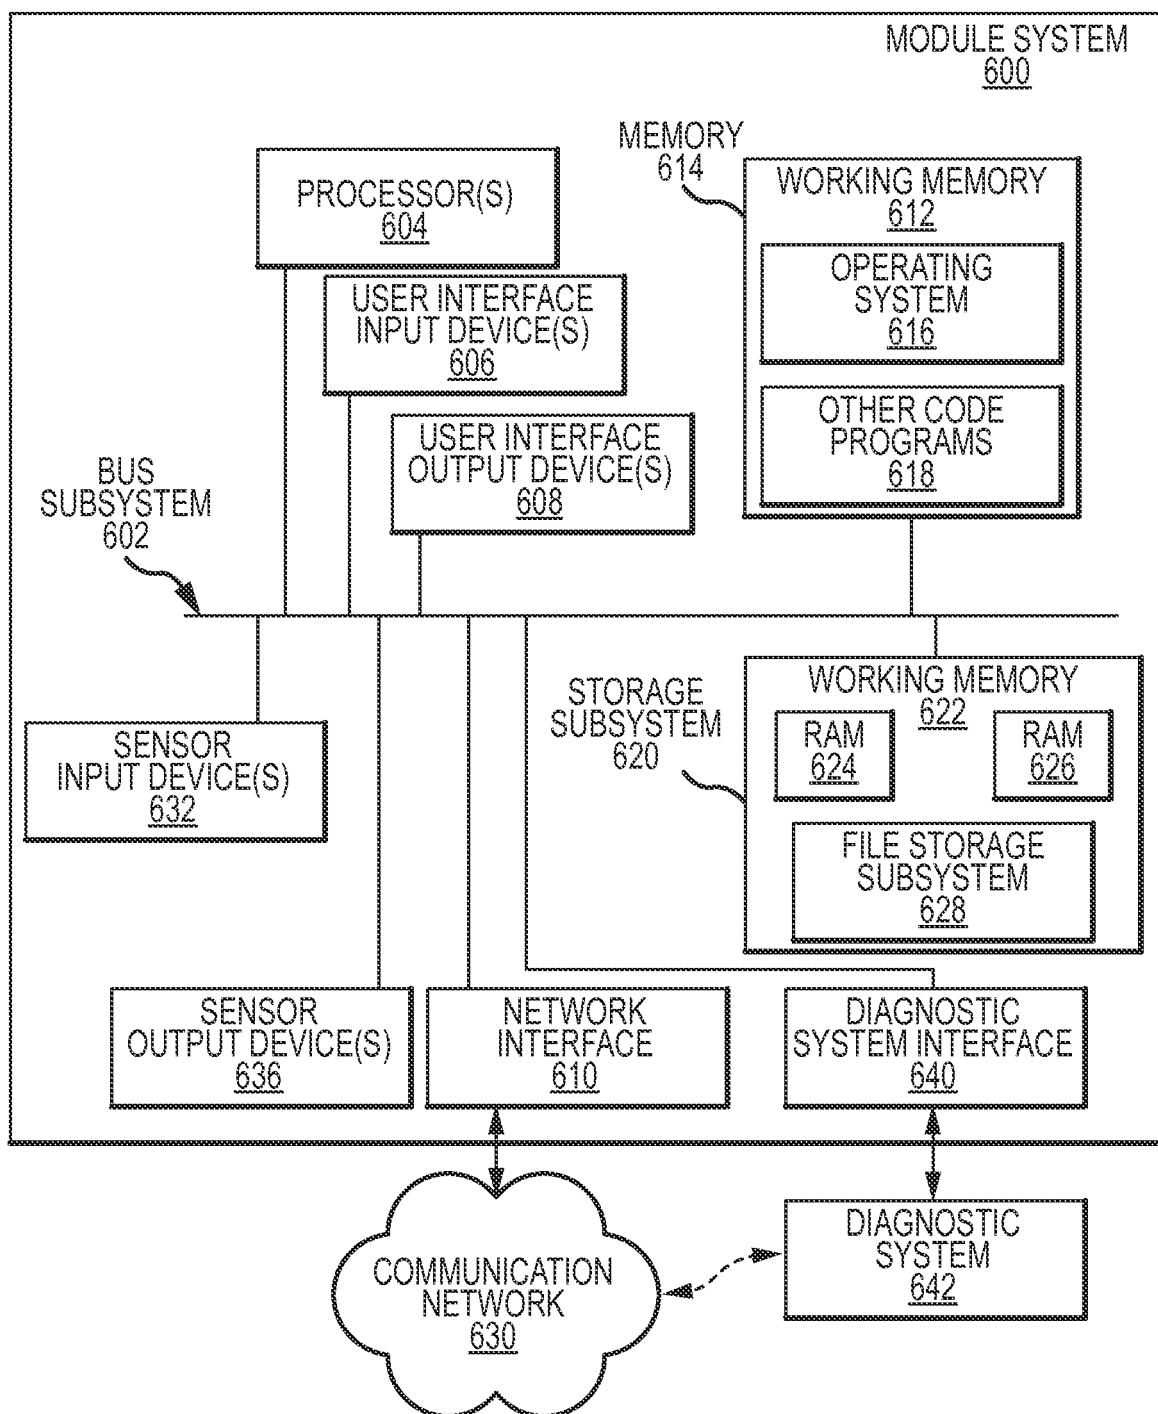 MODULE SYSTEM
600
MEMORY
614
WORKING MEMORY
612
PROCESSOR(S)
604
OPERATING
SYSTEM
616
USER INTERFACE
INPUT DEVICE(S)
606
OTHER CODE
PROGRAMS
618
USER INTERFACE
OUTPUT DEVICE(S)
608
BUS
SUBSYSTEM
602
STORAGE
SUBSYSTEM
620
WORKING MEMORY
622
RAM
624
RAM
626
FILE STORAGE
SUBSYSTEM
628
SENSOR
INPUT DEVICE(S)
632
SENSOR
OUTPUT DEVICE(S)
636
NETWORK
INTERFACE
610
DIAGNOSTIC
SYSTEM INTERFACE
640
COMMUNICATION
NETWORK
630
DIAGNOSTIC
SYSTEM
642